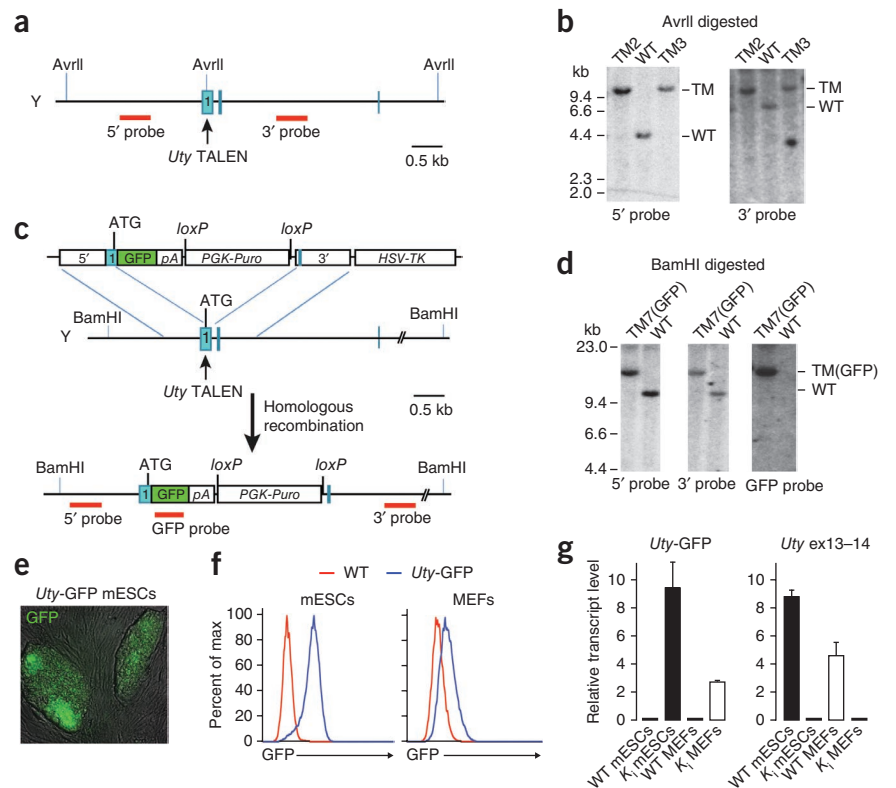 a
AvrII AvrII AvrII
Y
1
5′ probe 3′ probe
Uty TALEN
0.5 kb
b
AvrII digested
TM2 WT TM3
TM2 WT TM3
kb
9.4
6.6
4.4
2.3
2.0
TM
WT
TM
WT
5′ probe 3′ probe
c
ATG loxP loxP
5′ 1 GFP pA PGK-Puro 3′ HSV-TK
ATG
BamHI BamHI
Y
1
Uty TALEN
0.5 kb
Homologous
recombination
BamHI ATG loxP loxP BamHI
1 GFP pA PGK-Puro
5′ probe GFP probe 3′ probe
d
BamHI digested
TM7(GFP) WT
TM7(GFP) WT
TM7(GFP) WT
kb
23.0
9.4
6.6
4.4
TM(GFP)
WT
5′ probe 3′ probe GFP probe
e
Uty-GFP mESCs
GFP
f
WT Uty-GFP
mESCs MEFs
Percent of max
100
80
60
40
20
0
GFP GFP
g
Uty-GFP
Relative transcript level
10
8
6
4
2
0
WT mESCs
Ki mESCs
WT MEFs
Ki MEFs
Uty ex13–14
10
8
6
4
2
0
WT mESCs
Ki mESCs
WT MEFs
Ki MEFs